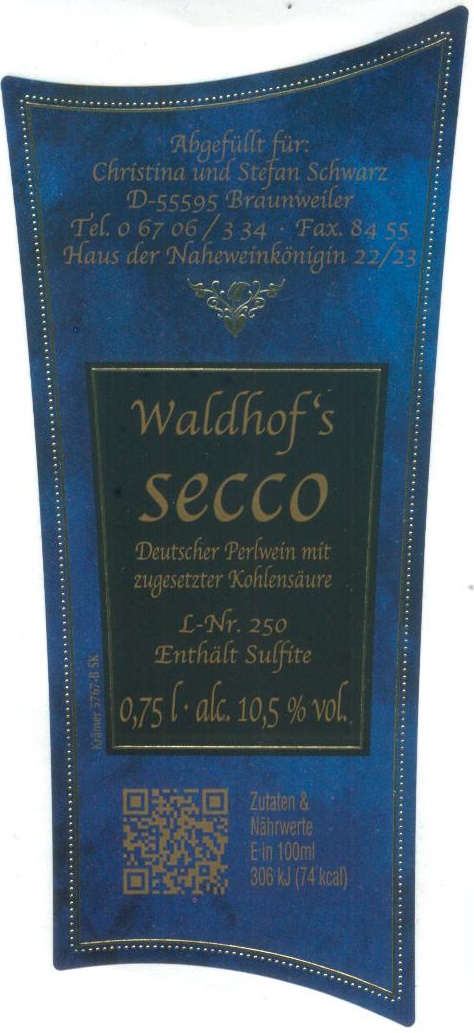 Abgefüllt für:
Christina und Stefan Schwarz
D-55595 Braunweiler
Tel. 0 67 06 / 3 34 · Fax. 84 55
Haus der Naheweinkönigin 22/23
Waldhof‘s
secco
Deutscher Perlwein mit
zugesetzter Kohlensäure
L-Nr. 250
Enthält Sulfite
0,75 l · alc. 10,5 % vol.
Krämer 5767-B SK
Zutaten &
Nährwerte
E in 100ml
306 kJ (74 kcal)